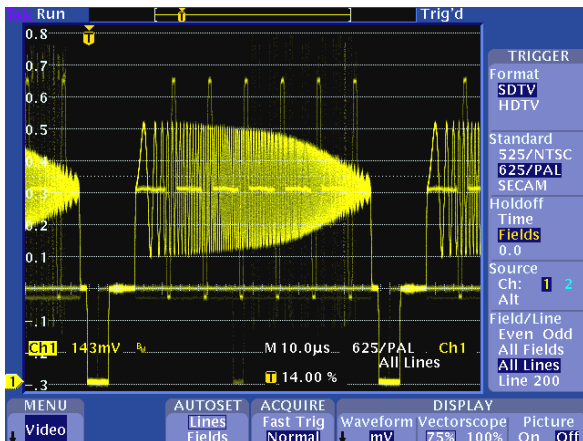 Tek Run Trig'd
T
T
0.8
0.7
0.6
0.5
0.4
0.3
0.2
0.1
-.1
-.2
-.3
1
Ch1 143mV Bw M 10.0µs 625/PAL Ch1
All Lines
T 14.00 %
TRIGGER
Format
SDTV
HDTV
Standard
525/NTSC
625/PAL
SECAM
Holdoff
Time
Fields
0.0
Source
Ch: 1 2
Alt
Field/Line
Even Odd
All Fields
All Lines
Line 200
MENU AUTOSET ACQUIRE DISPLAY
Video Lines Fast Trig Waveform Vectorscope Picture
Fields Normal mV 75% 100% On Off